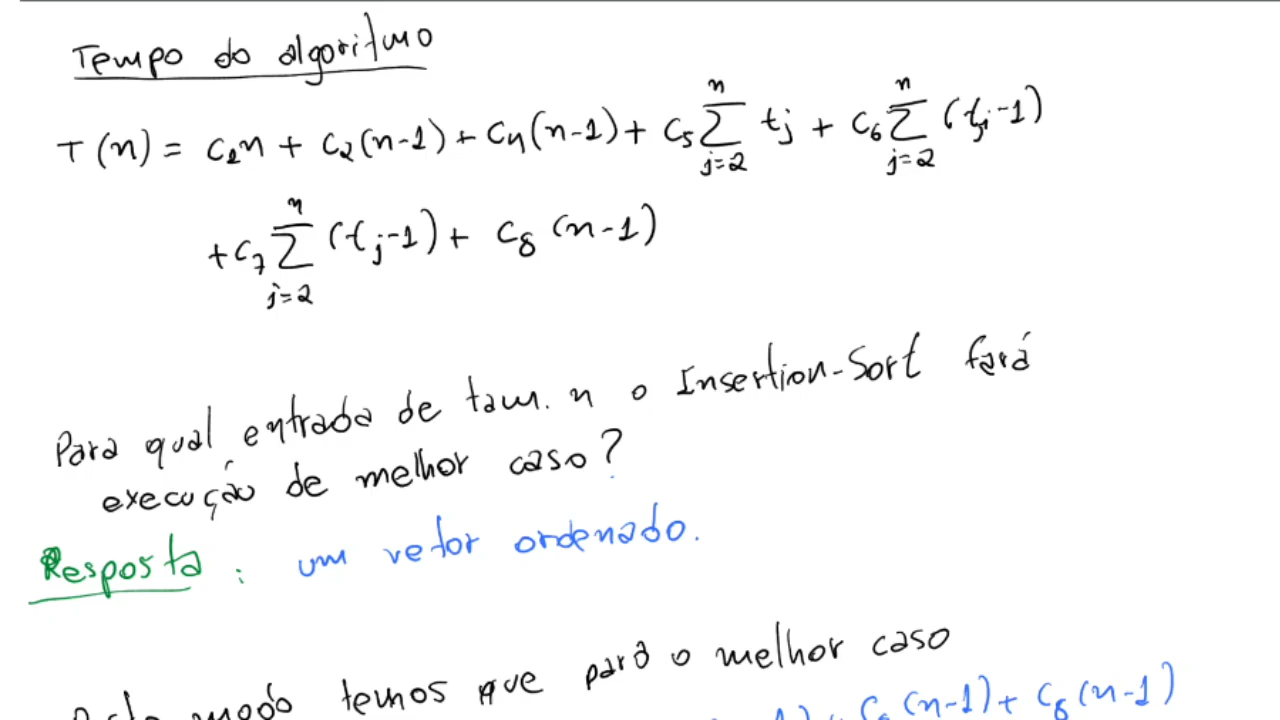 Tempo do algoritmo
T(n) = c₁n + c₂(n-1) + c₄(n-1) + c₅ ∑_{j=2}^{n} tj + c₆ ∑_{j=2}^{n} (tj-1)
+ c₇ ∑_{j=2}^{n} (tj-1) + c₈ (n-1)
Para qual entrada de tam. n o Insertion-Sort fará
execução de melhor caso?
Resposta: um vetor ordenado.
modo temos que para o melhor caso
(n-1) + c₈ (n-1)